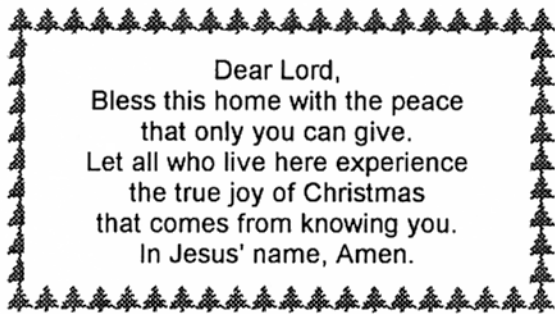 Dear Lord,
Bless this home with the peace
that only you can give.
Let all who live here experience
the true joy of Christmas
that comes from knowing you.
In Jesus' name, Amen.